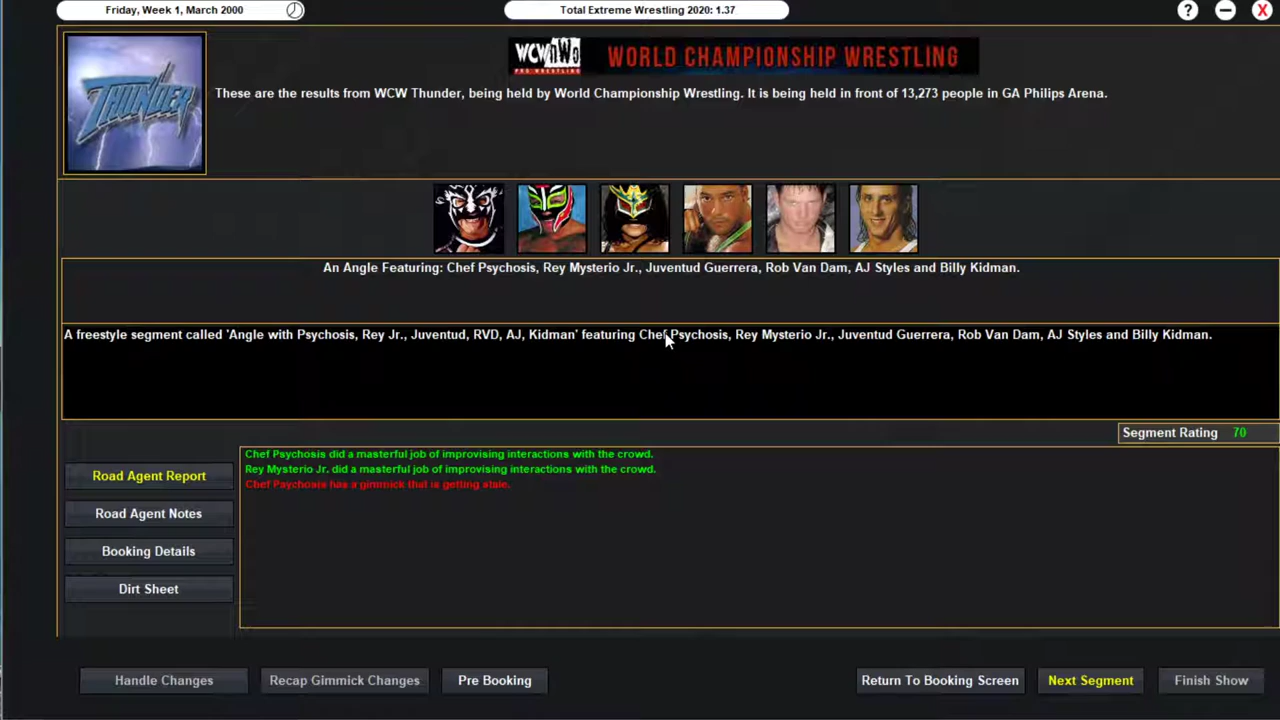 Friday, Week 1, March 2000
Total Extreme Wrestling 2020: 1.37
?
X
THUNDER
WCW
PRO WRESTLING
WORLD CHAMPIONSHIP WRESTLING
These are the results from WCW Thunder, being held by World Championship Wrestling. It is being held in front of 13,273 people in GA Philips Arena.
An Angle Featuring: Chef Psychosis, Rey Mysterio Jr., Juventud Guerrera, Rob Van Dam, AJ Styles and Billy Kidman.
A freestyle segment called 'Angle with Psychosis, Rey Jr., Juventud, RVD, AJ, Kidman' featuring Chef Psychosis, Rey Mysterio Jr., Juventud Guerrera, Rob Van Dam, AJ Styles and Billy Kidman.
Segment Rating 70
Chef Psychosis did a masterful job of improvising interactions with the crowd.
Rey Mysterio Jr. did a masterful job of improvising interactions with the crowd.
Chef Psychosis has a gimmick that is getting stale.
Road Agent Report
Road Agent Notes
Booking Details
Dirt Sheet
Handle Changes
Recap Gimmick Changes
Pre Booking
Return To Booking Screen
Next Segment
Finish Show